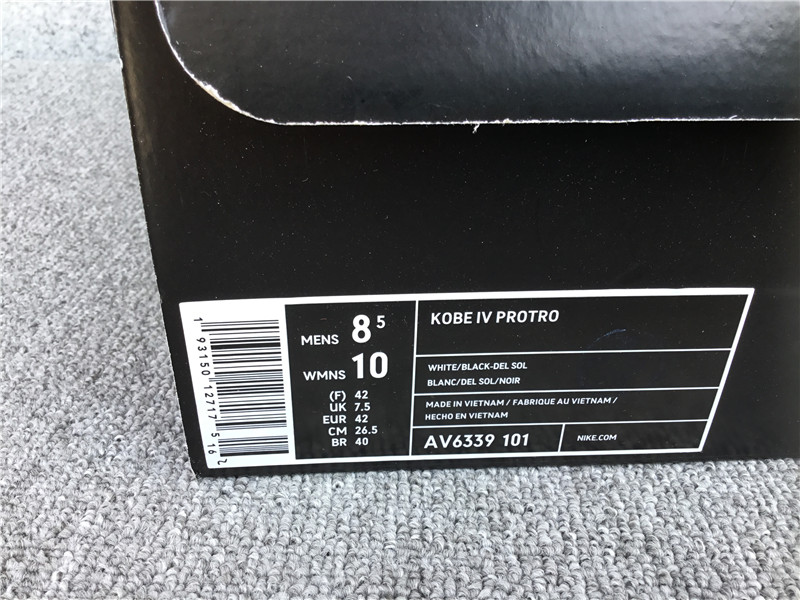 1 93150 12717 516 2
MENS 8 5
WMNS 10
(F) 42
UK 7.5
EUR 42
CM 26.5
BR 40
KOBE IV PROTRO
WHITE/BLACK-DEL SOL
BLANC/DEL SOL/NOIR
MADE IN VIETNAM / FABRIQUE AU VIETNAM /
HECHO EN VIETNAM
AV6339 101
NIKE.COM